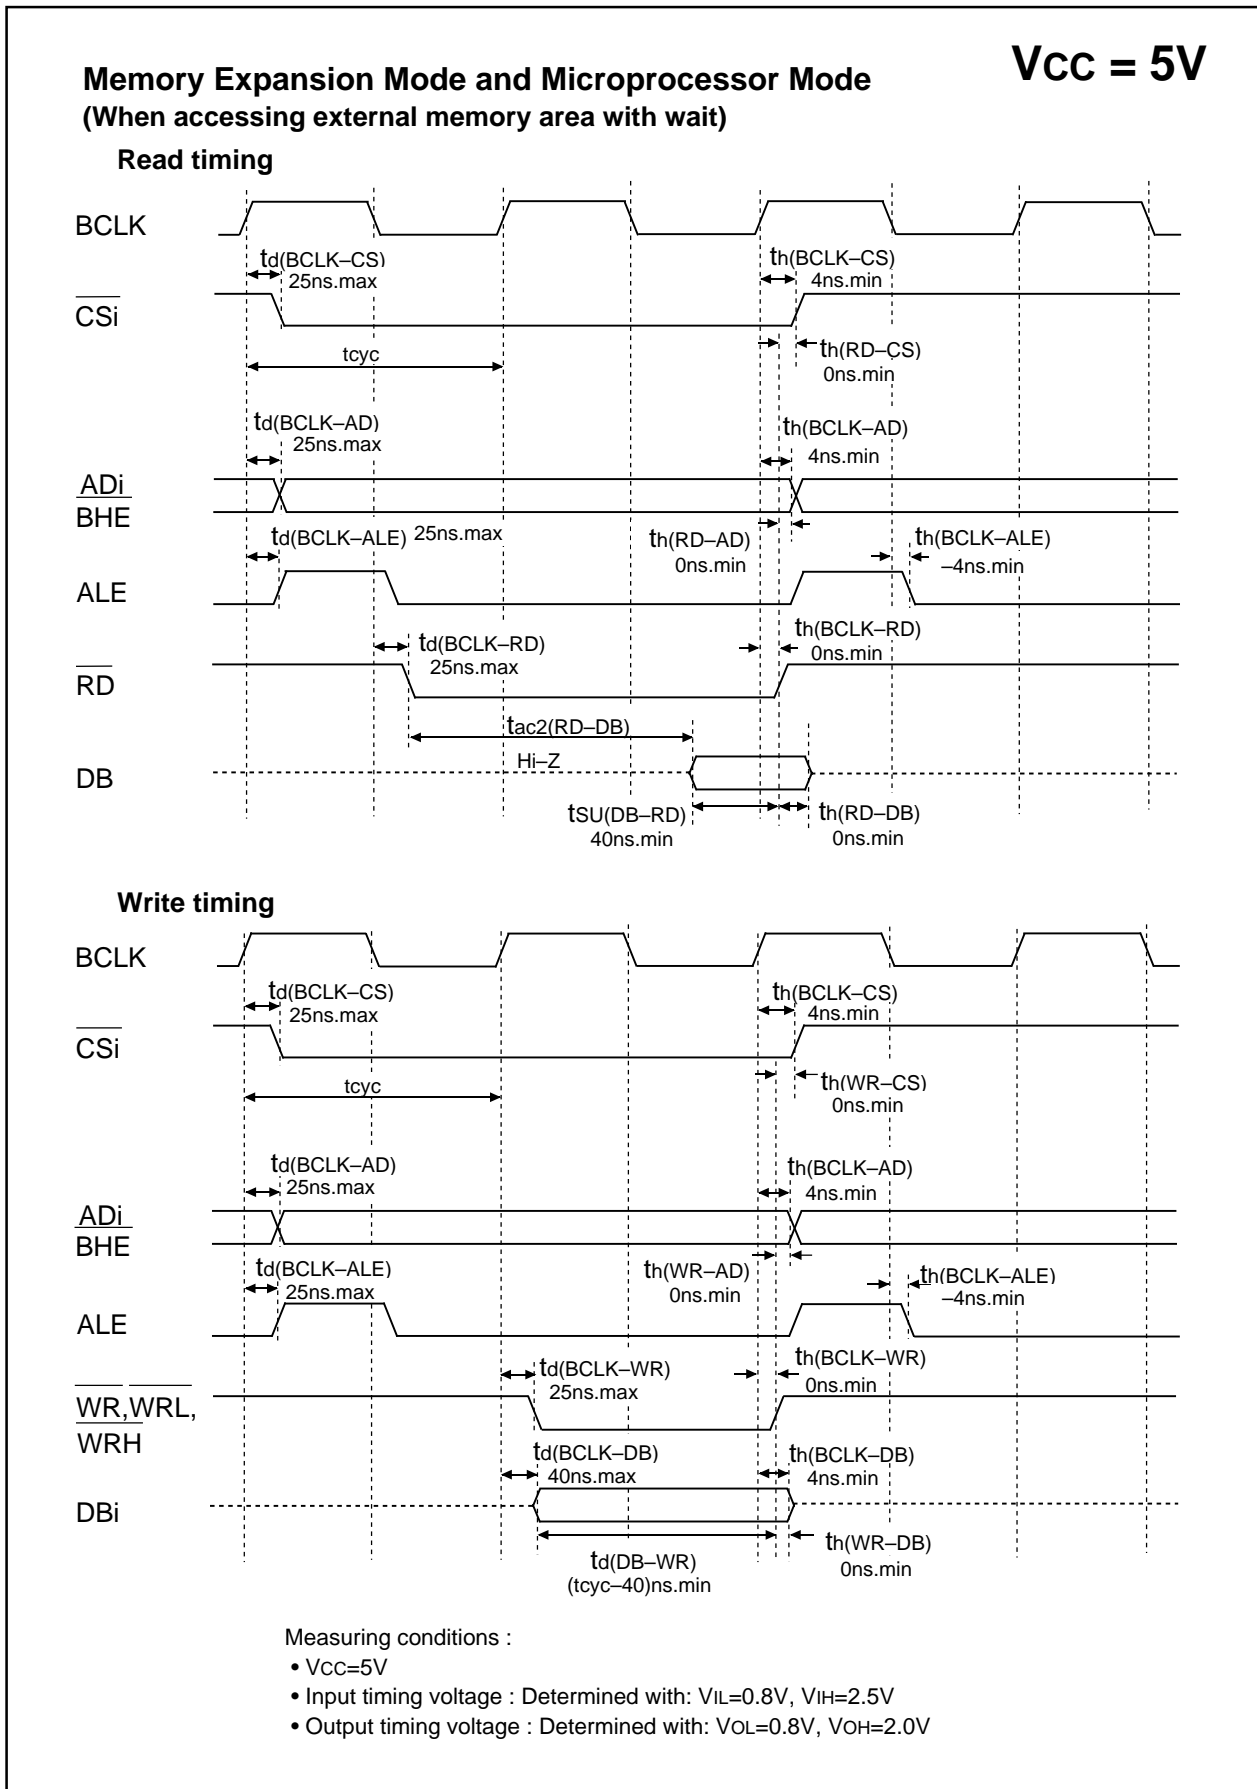 VCC = 5V
Memory Expansion Mode and Microprocessor Mode
(When accessing external memory area with wait)
Read timing
BCLK
td(BCLK–CS)
25ns.max
th(BCLK–CS)
4ns.min
CSi
tcyc
th(RD–CS)
0ns.min
td(BCLK–AD)
25ns.max
th(BCLK–AD)
4ns.min
ADi
BHE
td(BCLK–ALE) 25ns.max
th(RD–AD)
0ns.min
th(BCLK–ALE)
–4ns.min
ALE
td(BCLK–RD)
25ns.max
th(BCLK–RD)
0ns.min
RD
tac2(RD–DB)
Hi–Z
DB
tSU(DB–RD)
40ns.min
th(RD–DB)
0ns.min
Write timing
BCLK
td(BCLK–CS)
25ns.max
th(BCLK–CS)
4ns.min
CSi
tcyc
th(WR–CS)
0ns.min
td(BCLK–AD)
25ns.max
th(BCLK–AD)
4ns.min
ADi
BHE
td(BCLK–ALE)
25ns.max
th(WR–AD)
0ns.min
th(BCLK–ALE)
–4ns.min
ALE
td(BCLK–WR)
25ns.max
th(BCLK–WR)
0ns.min
WR,WRL,
WRH
td(BCLK–DB)
40ns.max
th(BCLK–DB)
4ns.min
DBi
td(DB–WR)
(tcyc–40)ns.min
th(WR–DB)
0ns.min
Measuring conditions :
• VCC=5V
• Input timing voltage : Determined with: VIL=0.8V, VIH=2.5V
• Output timing voltage : Determined with: VOL=0.8V, VOH=2.0V